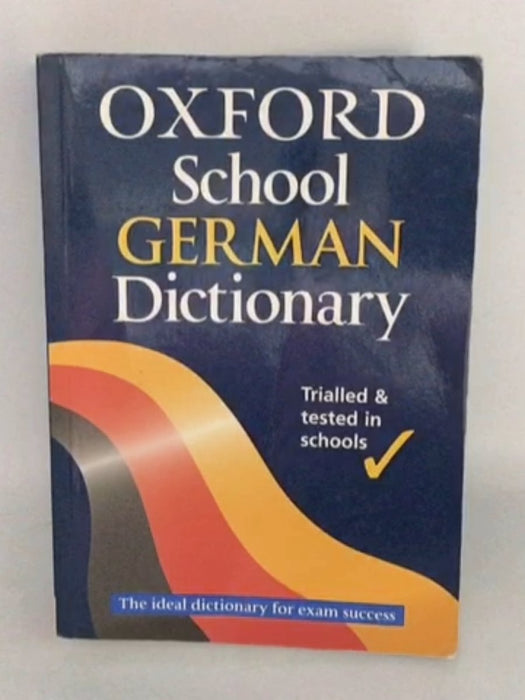 OXFORD
School
GERMAN
Dictionary
Trialled &
tested in
schools
The ideal dictionary for exam success